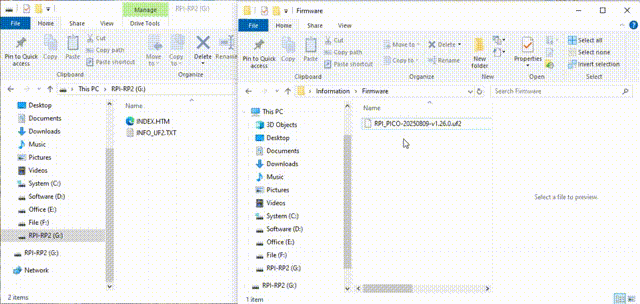 Manage
RPI-RP2 (G:)
File
Home
Share
View
Drive Tools
Pin to Quick access
Copy
Paste
Cut
Copy path
Paste shortcut
Move to
Copy to
Delete
Rename
Clipboard
Organize
This PC
RPI-RP2 (G:)
Desktop
Documents
Downloads
Music
Pictures
Videos
System (C:)
Software (D:)
Office (E:)
File (F:)
RPI-RP2 (G:)
RPI-RP2 (G:)
Network
Name
INDEX.HTM
INFO_UF2.TXT
2 items
Firmware
File
Home
Share
View
Pin to Quick access
Copy
Paste
Cut
Copy path
Paste shortcut
Clipboard
Move to
Copy to
Delete
Rename
Organize
New folder
New
Properties
Open
Select all
Select none
Invert selection
Select
Information
Firmware
Search Firmware
This PC
3D Objects
Desktop
Documents
Downloads
Music
Pictures
Videos
System (C:)
Software (D:)
Office (E:)
File (F:)
RPI-RP2 (G:)
RPI-RP2 (G:)
Name
RPI_PICO-20250809-v1.26.0.uf2
Select a file to preview.
1 item